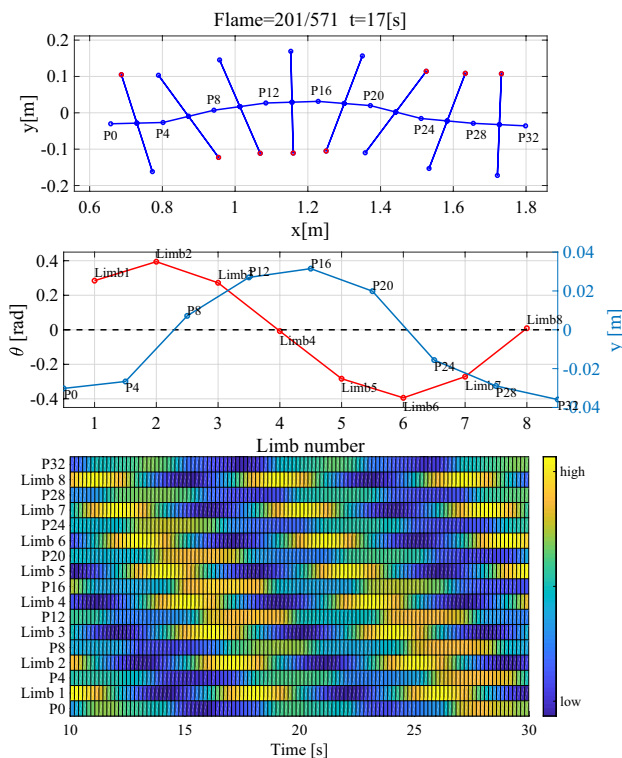 Flame=201/571 t=17[s]
0.2
0.1
0
-0.1
-0.2
y[m]
P0
P4
P8
P12
P16
P20
P24
P28
P32
0.6
0.8
1
1.2
1.4
1.6
1.8
x[m]
0.4
0.2
0
-0.2
-0.4
θ [rad]
Limb1
Limb2
Limb3
Limb4
Limb5
Limb6
Limb7
Limb8
P0
P4
P8
P12
P16
P20
P24
P28
P32
0.04
0.02
0
-0.02
-0.04
y [m]
1
2
3
4
5
6
7
8
Limb number
P32
Limb 8
P28
Limb 7
P24
Limb 6
P20
Limb 5
P16
Limb 4
P12
Limb 3
P8
Limb 2
P4
Limb 1
P0
10
15
20
25
30
Time [s]
high
low